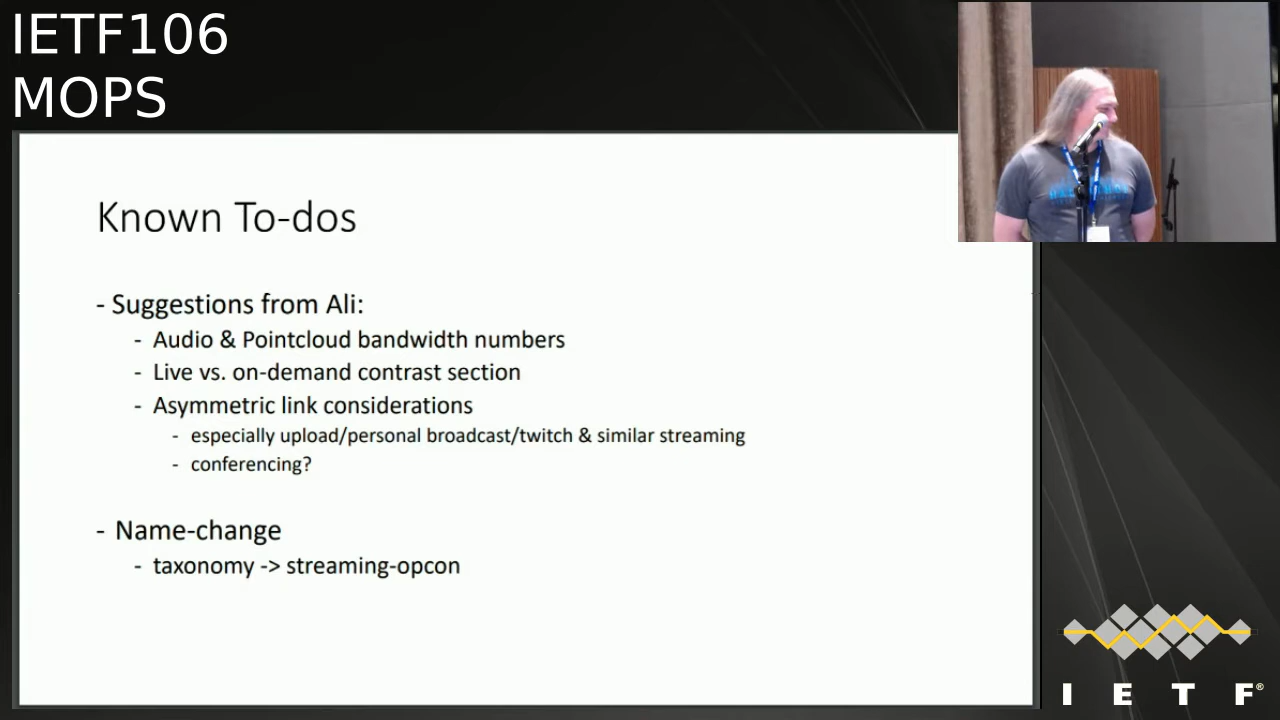 IETF106
MOPS
Known To-dos
- Suggestions from Ali:
- Audio & Pointcloud bandwidth numbers
- Live vs. on-demand contrast section
- Asymmetric link considerations
- especially upload/personal broadcast/twitch & similar streaming
- conferencing?
- Name-change
- taxonomy -> streaming-opcon
I E T F®